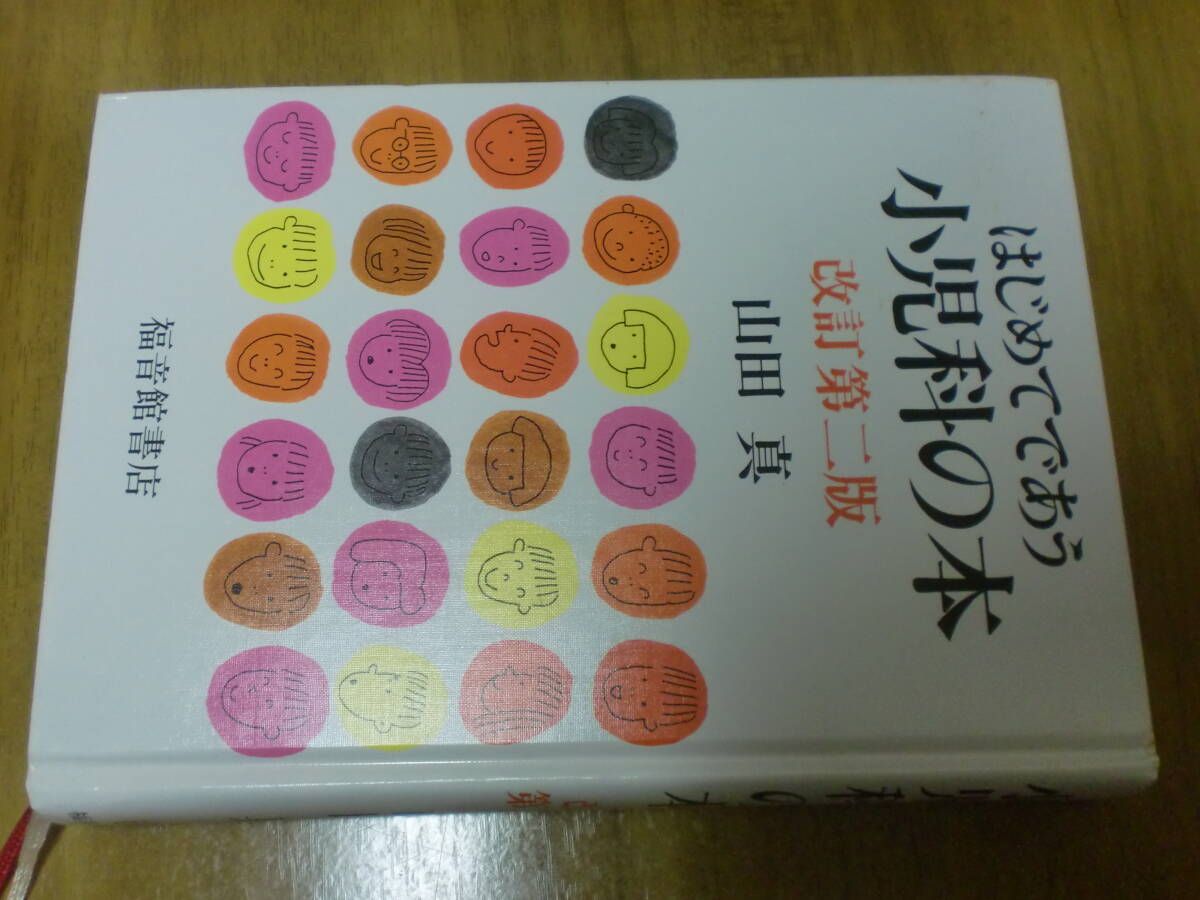 はじめてであう
小児科の本
改訂第二版
山田 真
福音館書店